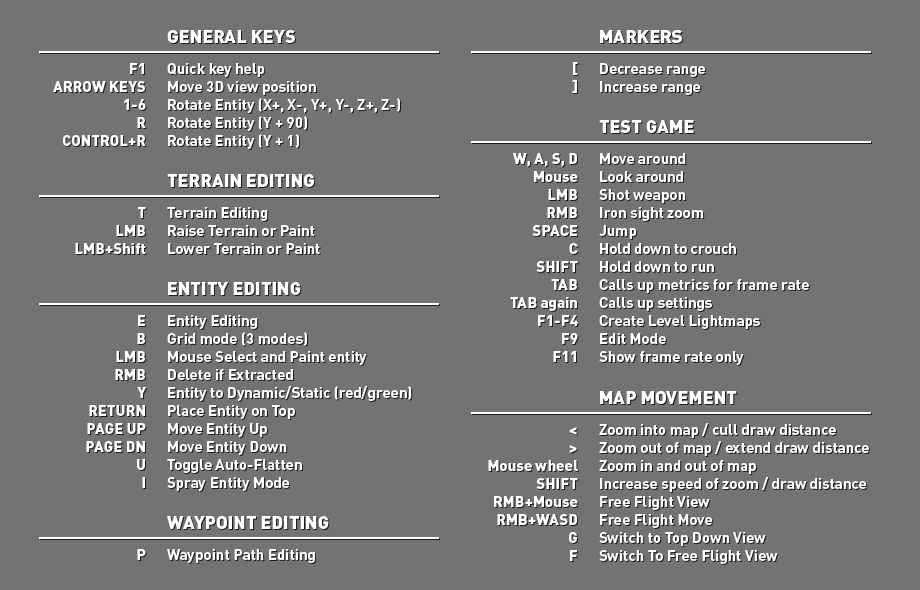 GENERAL KEYS
F1 Quick key help
ARROW KEYS Move 3D view position
1-6 Rotate Entity (X+, X-, Y+, Y-, Z+, Z-)
R Rotate Entity (Y + 90)
CONTROL+R Rotate Entity (Y + 1)
TERRAIN EDITING
T Terrain Editing
LMB Raise Terrain or Paint
LMB+Shift Lower Terrain or Paint
ENTITY EDITING
E Entity Editing
B Grid mode (3 modes)
LMB Mouse Select and Paint entity
RMB Delete if Extracted
Y Entity to Dynamic/Static (red/green)
RETURN Place Entity on Top
PAGE UP Move Entity Up
PAGE DN Move Entity Down
U Toggle Auto-Flatten
I Spray Entity Mode
WAYPOINT EDITING
P Waypoint Path Editing
MARKERS
[ Decrease range
] Increase range
TEST GAME
W, A, S, D Move around
Mouse Look around
LMB Shot weapon
RMB Iron sight zoom
SPACE Jump
C Hold down to crouch
SHIFT Hold down to run
TAB Calls up metrics for frame rate
TAB again Calls up settings
F1-F4 Create Level Lightmaps
F9 Edit Mode
F11 Show frame rate only
MAP MOVEMENT
< Zoom into map / cull draw distance
> Zoom out of map / extend draw distance
Mouse wheel Zoom in and out of map
SHIFT Increase speed of zoom / draw distance
RMB+Mouse Free Flight View
RMB+WASD Free Flight Move
G Switch to Top Down View
F Switch To Free Flight View